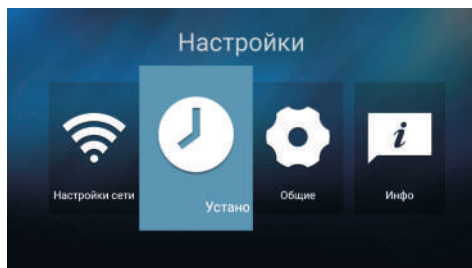 Настройки
Настройки сети
Устано
Общие
Инфо